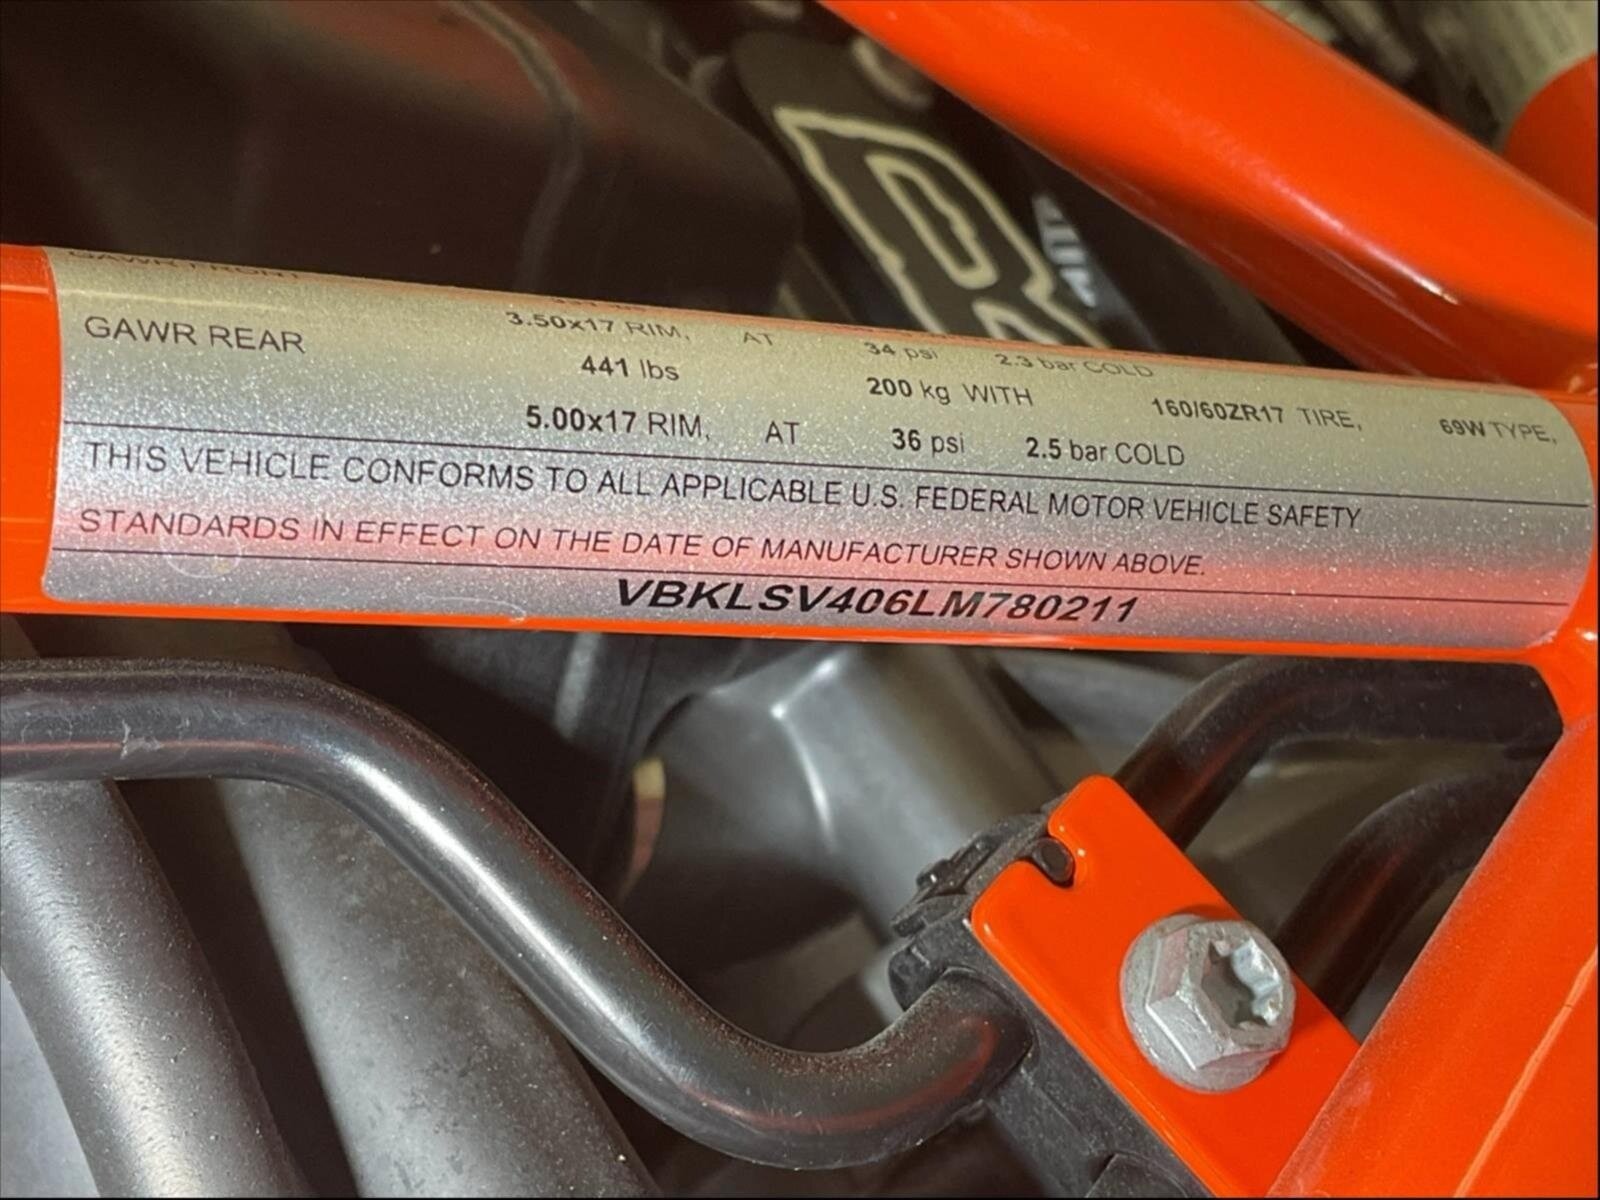 GAWR FRONT
3.50x17 RIM, AT 34 psi 2.3 bar COLD
GAWR REAR 441 lbs 200 kg WITH 160/60ZR17 TIRE, 69W TYPE,
5.00x17 RIM, AT 36 psi 2.5 bar COLD
THIS VEHICLE CONFORMS TO ALL APPLICABLE U.S. FEDERAL MOTOR VEHICLE SAFETY
STANDARDS IN EFFECT ON THE DATE OF MANUFACTURER SHOWN ABOVE.
VBKLSV406LM780211